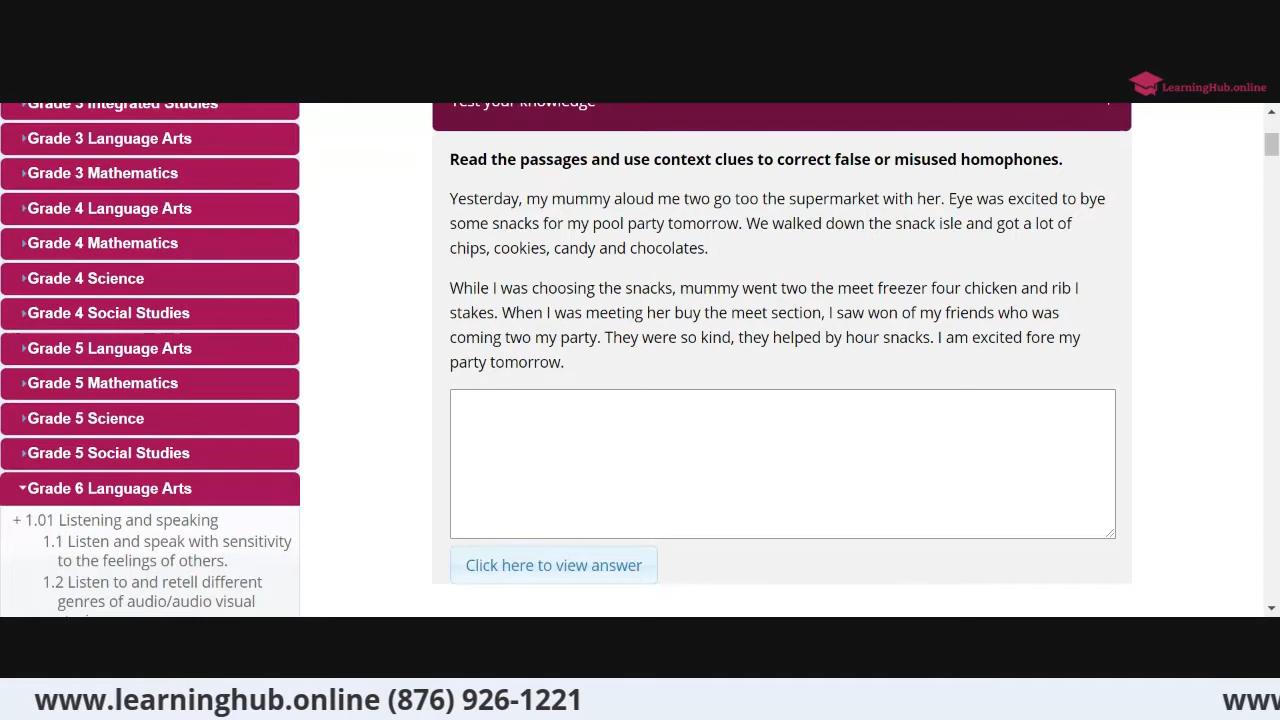 LearningHub.online
Grade 3 Integrated Studies
Test your knowledge
Grade 3 Language Arts
Grade 3 Mathematics
Grade 4 Language Arts
Grade 4 Mathematics
Grade 4 Science
Grade 4 Social Studies
Grade 5 Language Arts
Grade 5 Mathematics
Grade 5 Science
Grade 5 Social Studies
Grade 6 Language Arts
+ 1.01 Listening and speaking
1.1 Listen and speak with sensitivity
to the feelings of others.
1.2 Listen to and retell different
genres of audio/audio visual
Read the passages and use context clues to correct false or misused homophones.
Yesterday, my mummy aloud me two go too the supermarket with her. Eye was excited to bye
some snacks for my pool party tomorrow. We walked down the snack isle and got a lot of
chips, cookies, candy and chocolates.
While I was choosing the snacks, mummy went two the meet freezer four chicken and rib I
stakes. When I was meeting her buy the meet section, I saw won of my friends who was
coming two my party. They were so kind, they helped by hour snacks. I am excited fore my
party tomorrow.
Click here to view answer
www.learninghub.online (876) 926-1221